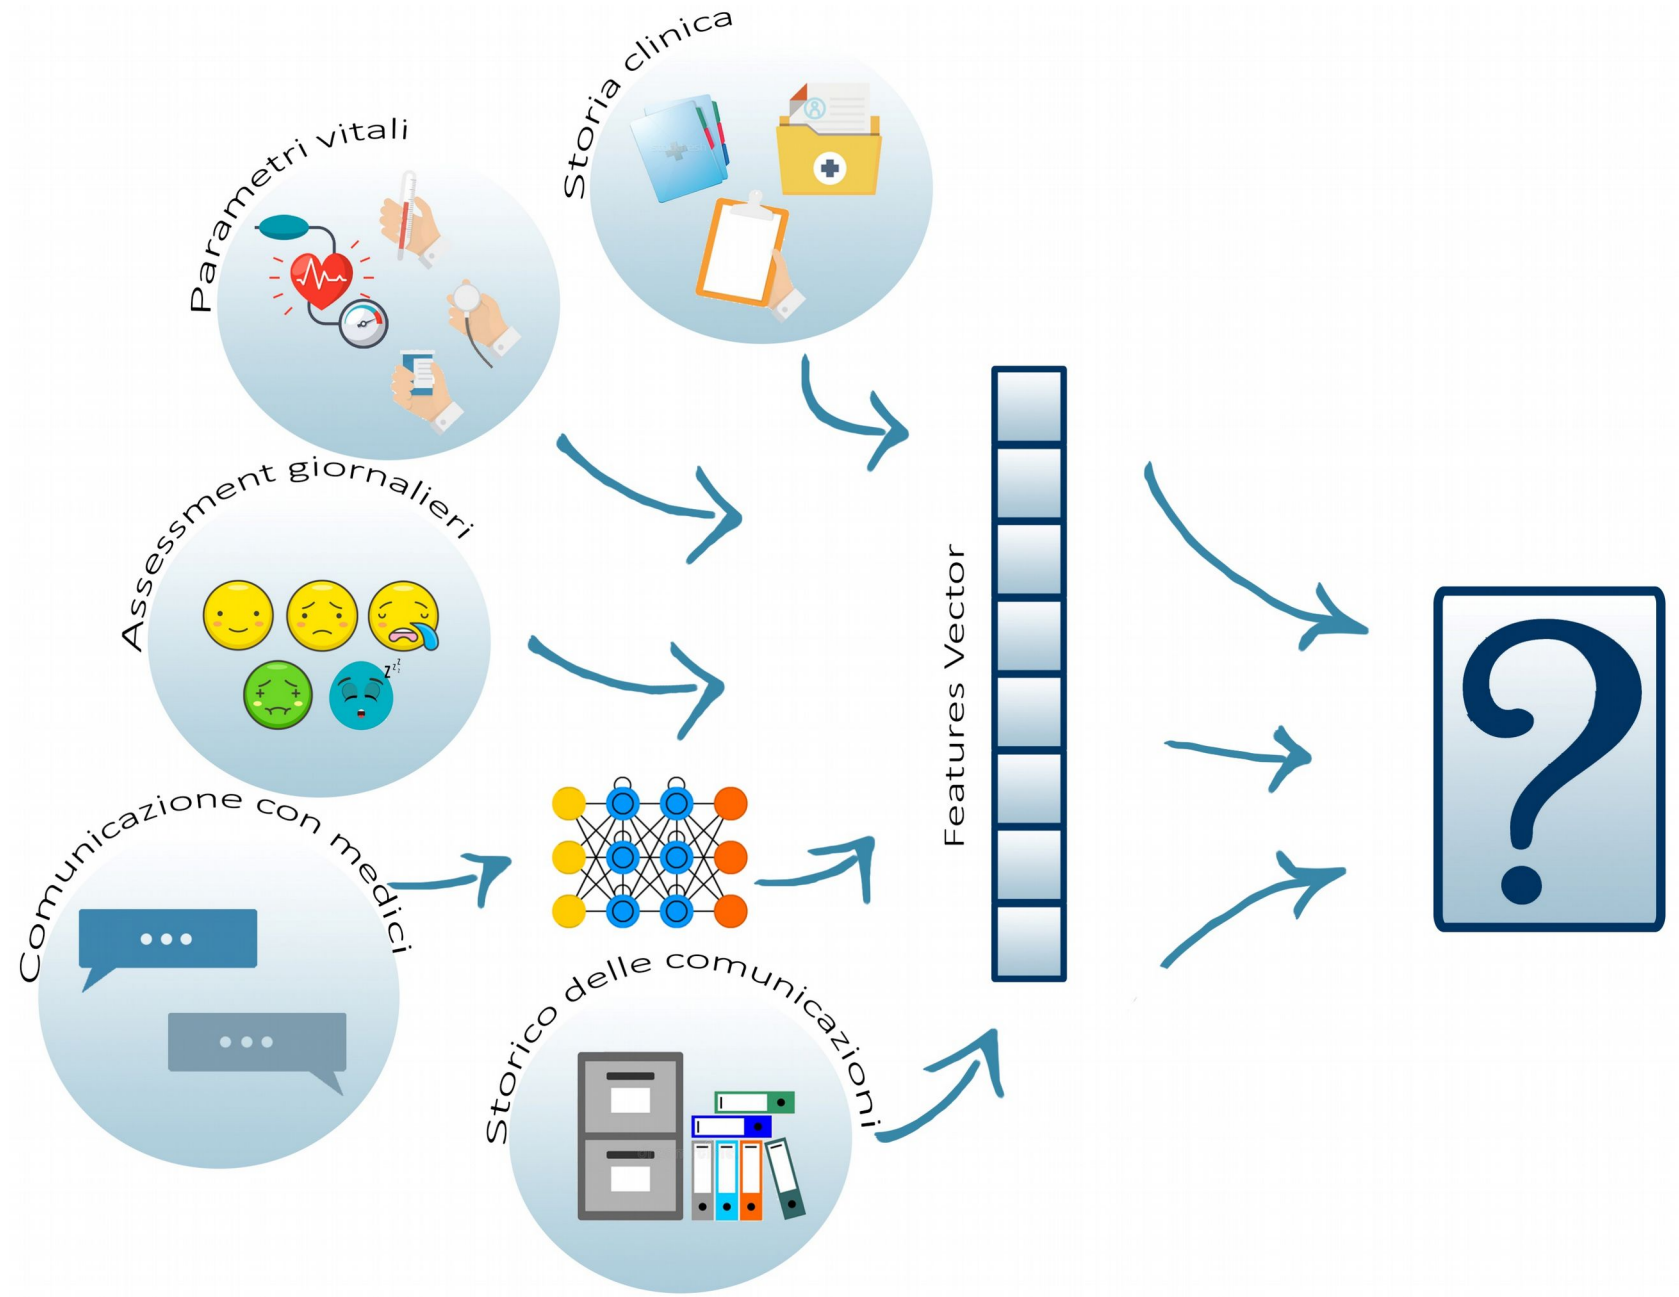 Storia clinica
Parametri vitali
Assessment giornalieri
z z z z
Comunicazione con medici
Features Vector
?
Storico delle comunicazioni